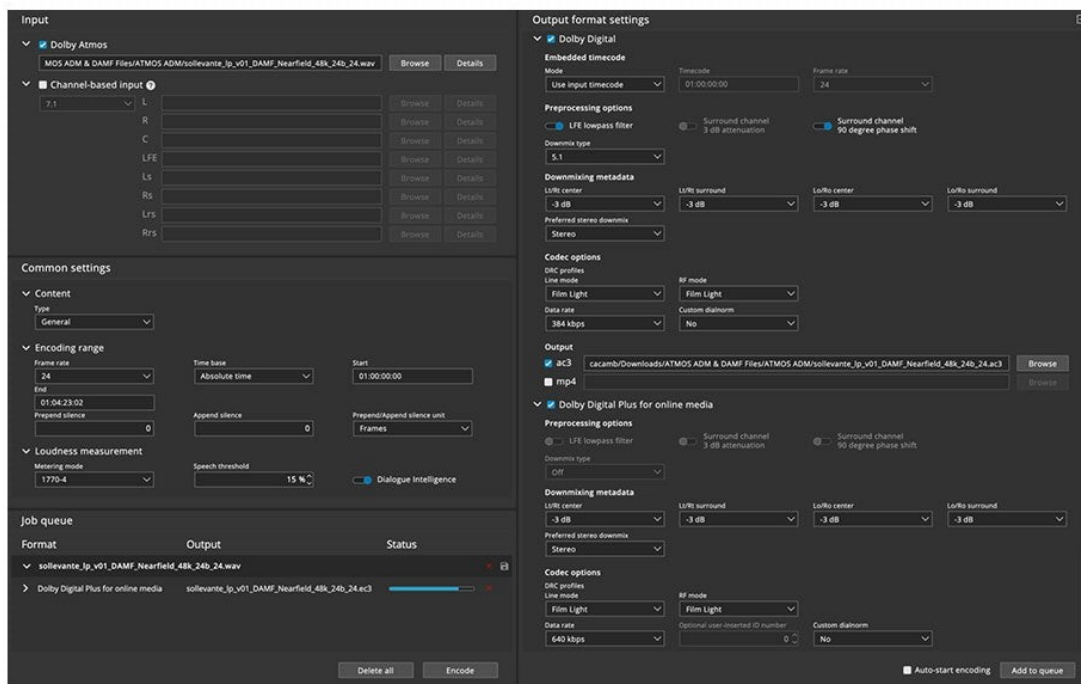 Input
Dolby Atmos
MOS ADM & DAMF Files/ATMOS ADM/sollevante_lp_v01_DAMF_Nearfield_48k_24b_24.wav Browse Details
Channel-based input ?
7.1 L Browse Details
R Browse Details
C Browse Details
LFE Browse Details
Ls Browse Details
Rs Browse Details
Lrs Browse Details
Rrs Browse Details
Common settings
Content
Type
General
Encoding range
Frame rate Time base Start
24 Absolute time 01:00:00:00
End
01:04:23:02
Prepend silence Append silence Prepend/Append silence unit
0 0 Frames
Loudness measurement
Metering mode Speech threshold
1770-4 15 % Dialogue Intelligence
Job queue
Format Output Status
sollevante_lp_v01_DAMF_Nearfield_48k_24b_24.wav
Dolby Digital Plus for online media sollevante_lp_v01_DAMF_Nearfield_48k_24b_24.ec3
Delete all Encode
Output format settings
Dolby Digital
Embedded timecode
Mode Timecode Frame rate
Use input timecode 01:00:00:00 24
Preprocessing options
LFE lowpass filter Surround channel 3 dB attenuation Surround channel 90 degree phase shift
Downmix type
5.1
Downmixing metadata
Lt/Rt center Lt/Rt surround Lo/Ro center Lo/Ro surround
-3 dB -3 dB -3 dB -3 dB
Preferred stereo downmix
Stereo
Codec options
DRC profiles
Line mode RF mode
Film Light Film Light
Data rate Custom dialnorm
384 kbps No
Output
ac3 cacamb/Downloads/ATMOS ADM & DAMF Files/ATMOS ADM/sollevante_lp_v01_DAMF_Nearfield_48k_24b_24.ac3 Browse
mp4 Browse
Dolby Digital Plus for online media
Preprocessing options
LFE lowpass filter Surround channel 3 dB attenuation Surround channel 90 degree phase shift
Downmix type
Off
Downmixing metadata
Lt/Rt center Lt/Rt surround Lo/Ro center Lo/Ro surround
-3 dB -3 dB -3 dB -3 dB
Preferred stereo downmix
Stereo
Codec options
DRC profiles
Line mode RF mode
Film Light Film Light
Data rate Optional user-inserted ID number Custom dialnorm
640 kbps 0 No
Auto-start encoding Add to queue